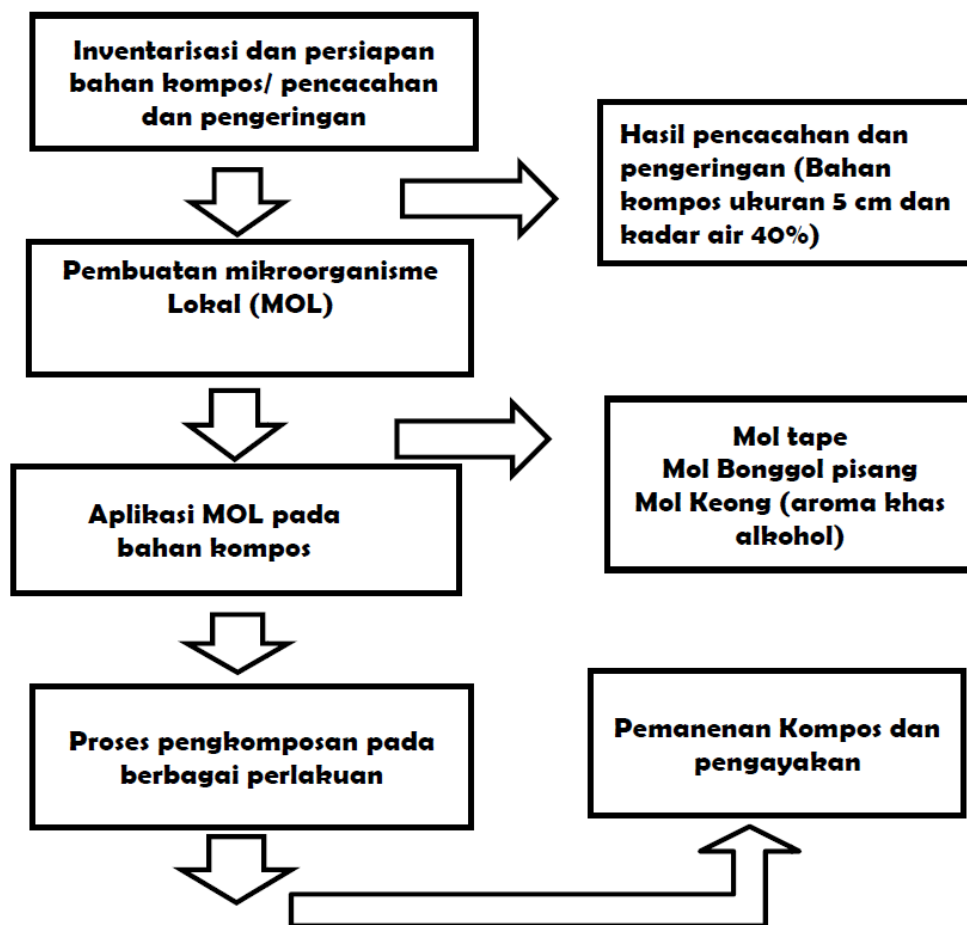 Inventarisasi dan persiapan
bahan kompos/ pencacahan
dan pengeringan
Hasil pencacahan dan
pengeringan (Bahan
kompos ukuran 5 cm dan
kadar air 40%)
Pembuatan mikroorganisme
Lokal (MOL)
Mol tape
Mol Bonggol pisang
Mol Keong (aroma khas
alkohol)
Aplikasi MOL pada
bahan kompos
Proses pengkomposan pada
berbagai perlakuan
Pemanenan Kompos dan
pengayakan